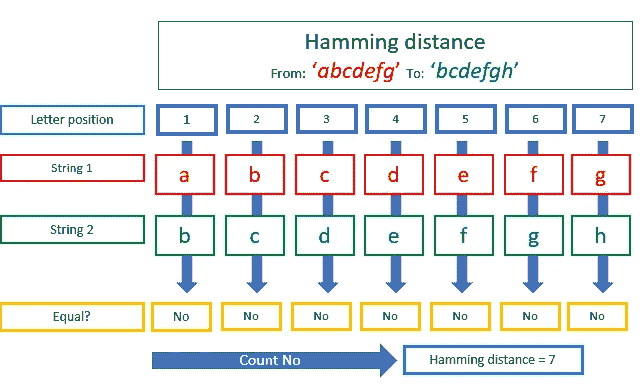 Hamming distance
From: ‘abcdefg’ To: ‘bcdefgh’
Letter position 1 2 3 4 5 6 7
String 1 a b c d e f g
String 2 b c d e f g h
Equal? No No No No No No No
Count No Hamming distance = 7